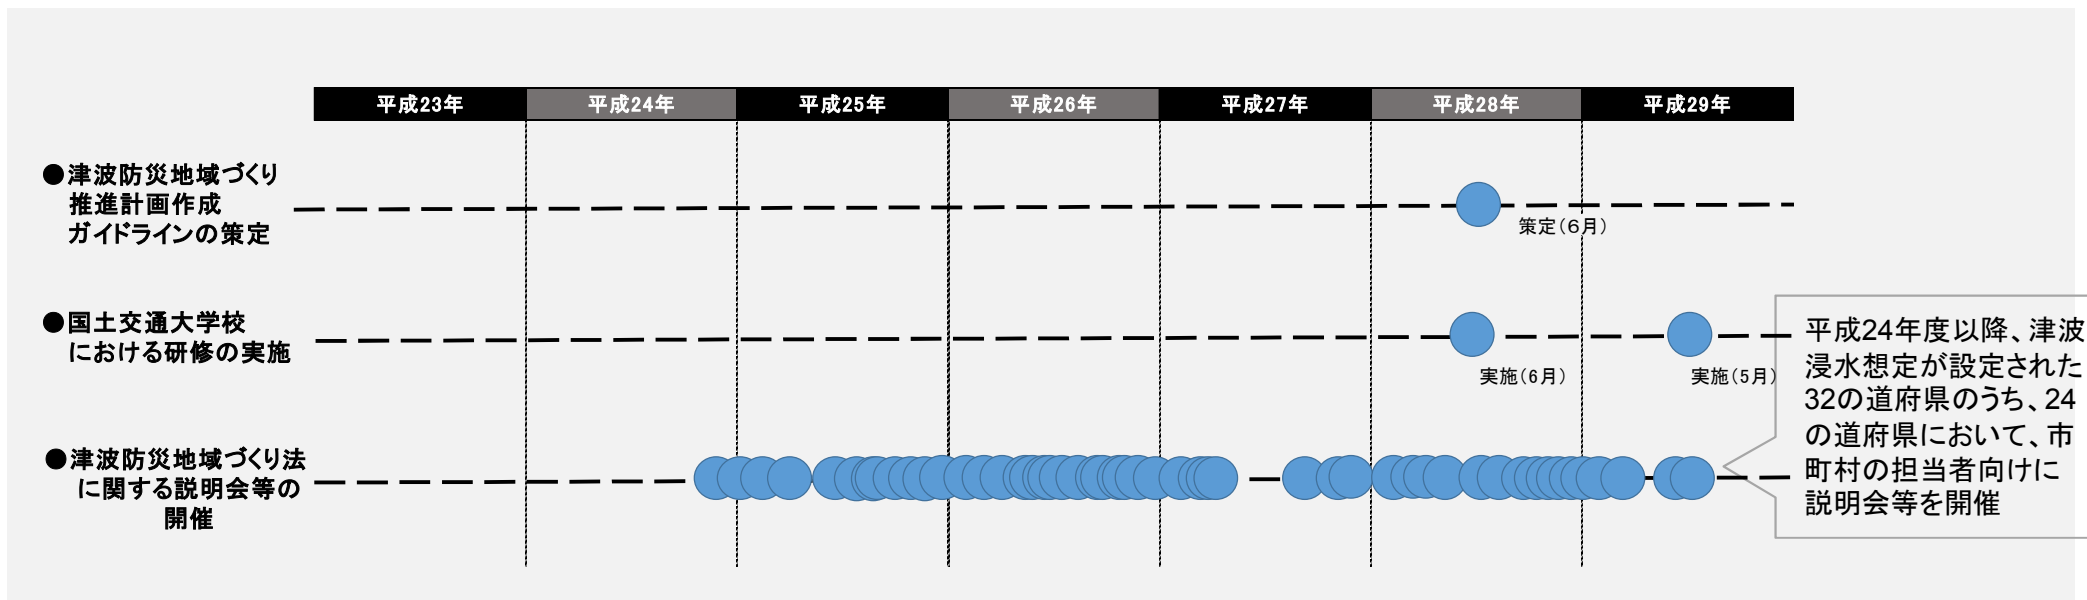 平成23年 平成24年 平成25年 平成26年 平成27年 平成28年 平成29年
●津波防災地域づくり
推進計画作成
ガイドラインの策定
策定(６月)
●国土交通大学校
における研修の実施
実施(6月)
実施(5月)
●津波防災地域づくり法
に関する説明会等の
開催
平成24年度以降、津波
浸水想定が設定された
32の道府県のうち、24
の道府県において、市
町村の担当者向けに
説明会等を開催